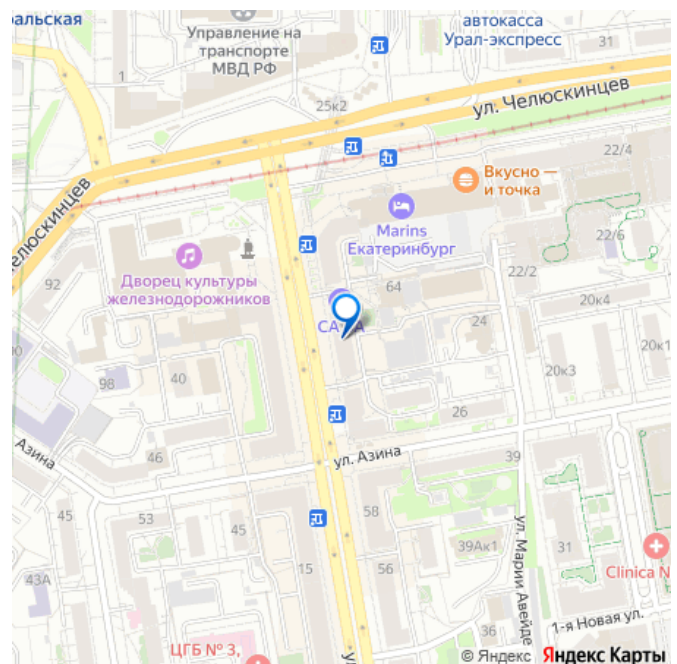 ральская
Управление на
транспорте
МВД РФ
автокасса
Урал-экспресс
31
1
25к2
ул. Челюскинцев
22/4
Вкусно —
и точка
Marins
Екатеринбург
22/6
Челюскинцев
92
Дворец культуры
железнодорожников
22/2
64
20к4
24
20к1
98
40
20к3
26
Азина
46
ул. Азина
39
45
53
45
58
ул. Марии Авейде
39Ак1
31
Clinica N
43А
15
56
1-я Новая ул.
ЦГБ № 3,
36
© Яндекс Яндекс Карты